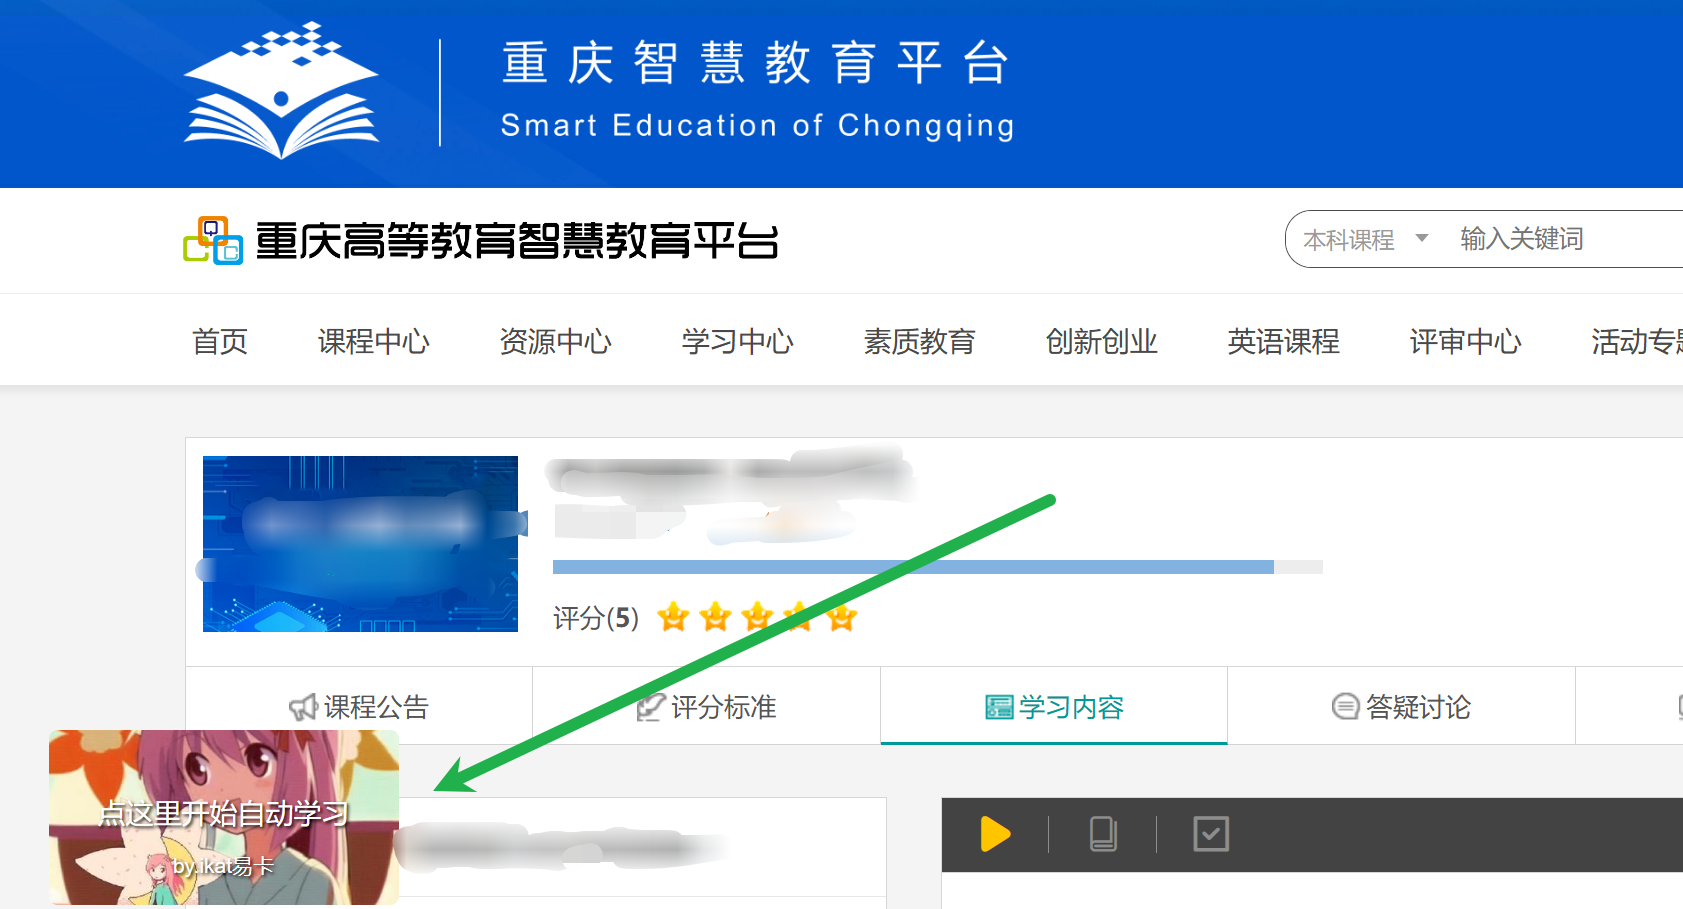 重庆智慧教育平台
Smart Education of Chongqing
重庆高等教育智慧教育平台
本科课程 输入关键词
首页 课程中心 资源中心 学习中心 素质教育 创新创业 英语课程 评审中心 活动专题
评分(5)
课程公告 评分标准 学习内容 答疑讨论
点这里开始自动学习
by.ikat易卡